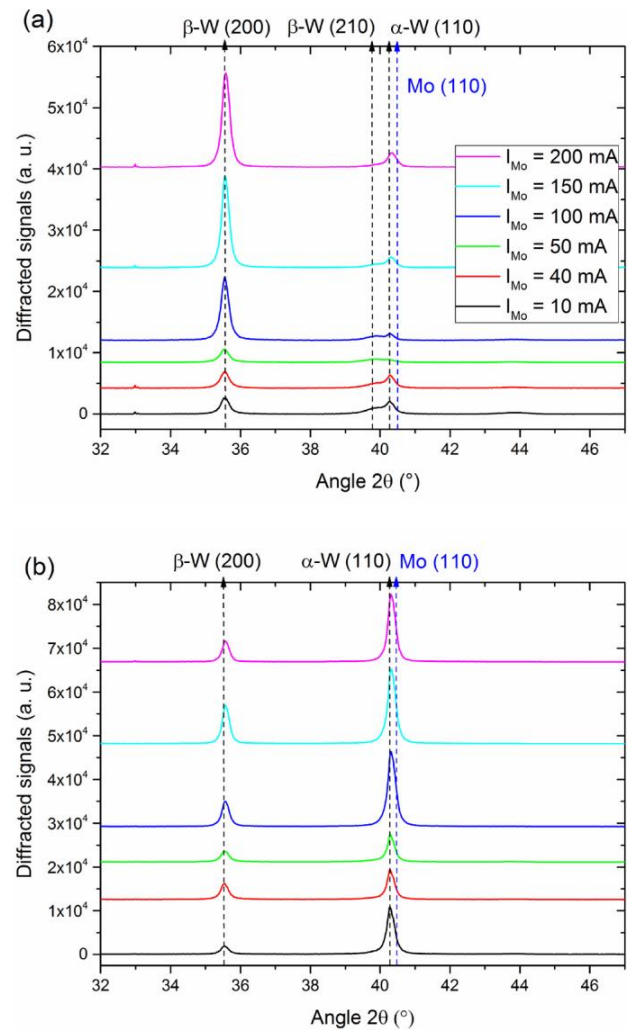 (a)
β-W (200) β-W (210) α-W (110)
Mo (110)
6x10⁴
5x10⁴
4x10⁴
3x10⁴
2x10⁴
1x10⁴
0
Diffracted signals (a. u.)
I_Mo = 200 mA
I_Mo = 150 mA
I_Mo = 100 mA
I_Mo = 50 mA
I_Mo = 40 mA
I_Mo = 10 mA
32 34 36 38 40 42 44 46
Angle 2θ (°)
(b)
β-W (200) α-W (110) Mo (110)
8x10⁴
7x10⁴
6x10⁴
5x10⁴
4x10⁴
3x10⁴
2x10⁴
1x10⁴
0
Diffracted signals (a. u.)
32 34 36 38 40 42 44 46
Angle 2θ (°)